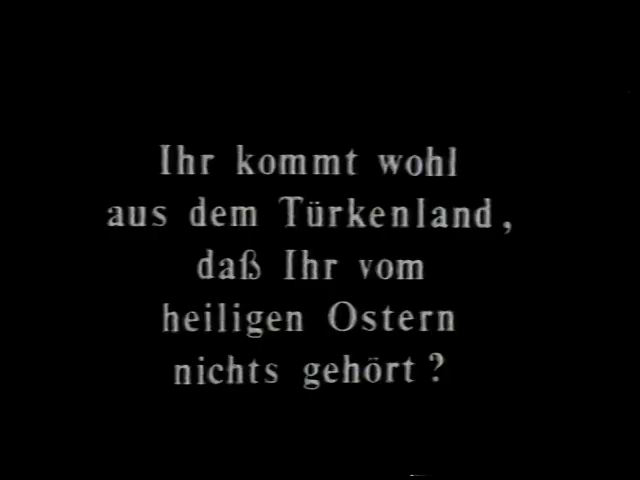 Ihr kommt wohl
aus dem Türkenland,
daß Ihr vom
heiligen Ostern
nichts gehört?